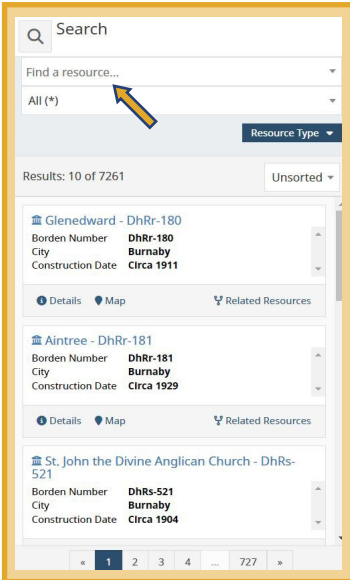 Search
Find a resource...
All (*)
Resource Type
Results: 10 of 7261
Unsorted
Glenedward - DhRr-180
Borden Number DhRr-180
City Burnaby
Construction Date Circa 1911
Details Map Related Resources
Aintree - DhRr-181
Borden Number DhRr-181
City Burnaby
Construction Date Circa 1929
Details Map Related Resources
St. John the Divine Anglican Church - DhRs-
521
Borden Number DhRs-521
City Burnaby
Construction Date Circa 1904
« 1 2 3 4 ... 727 »